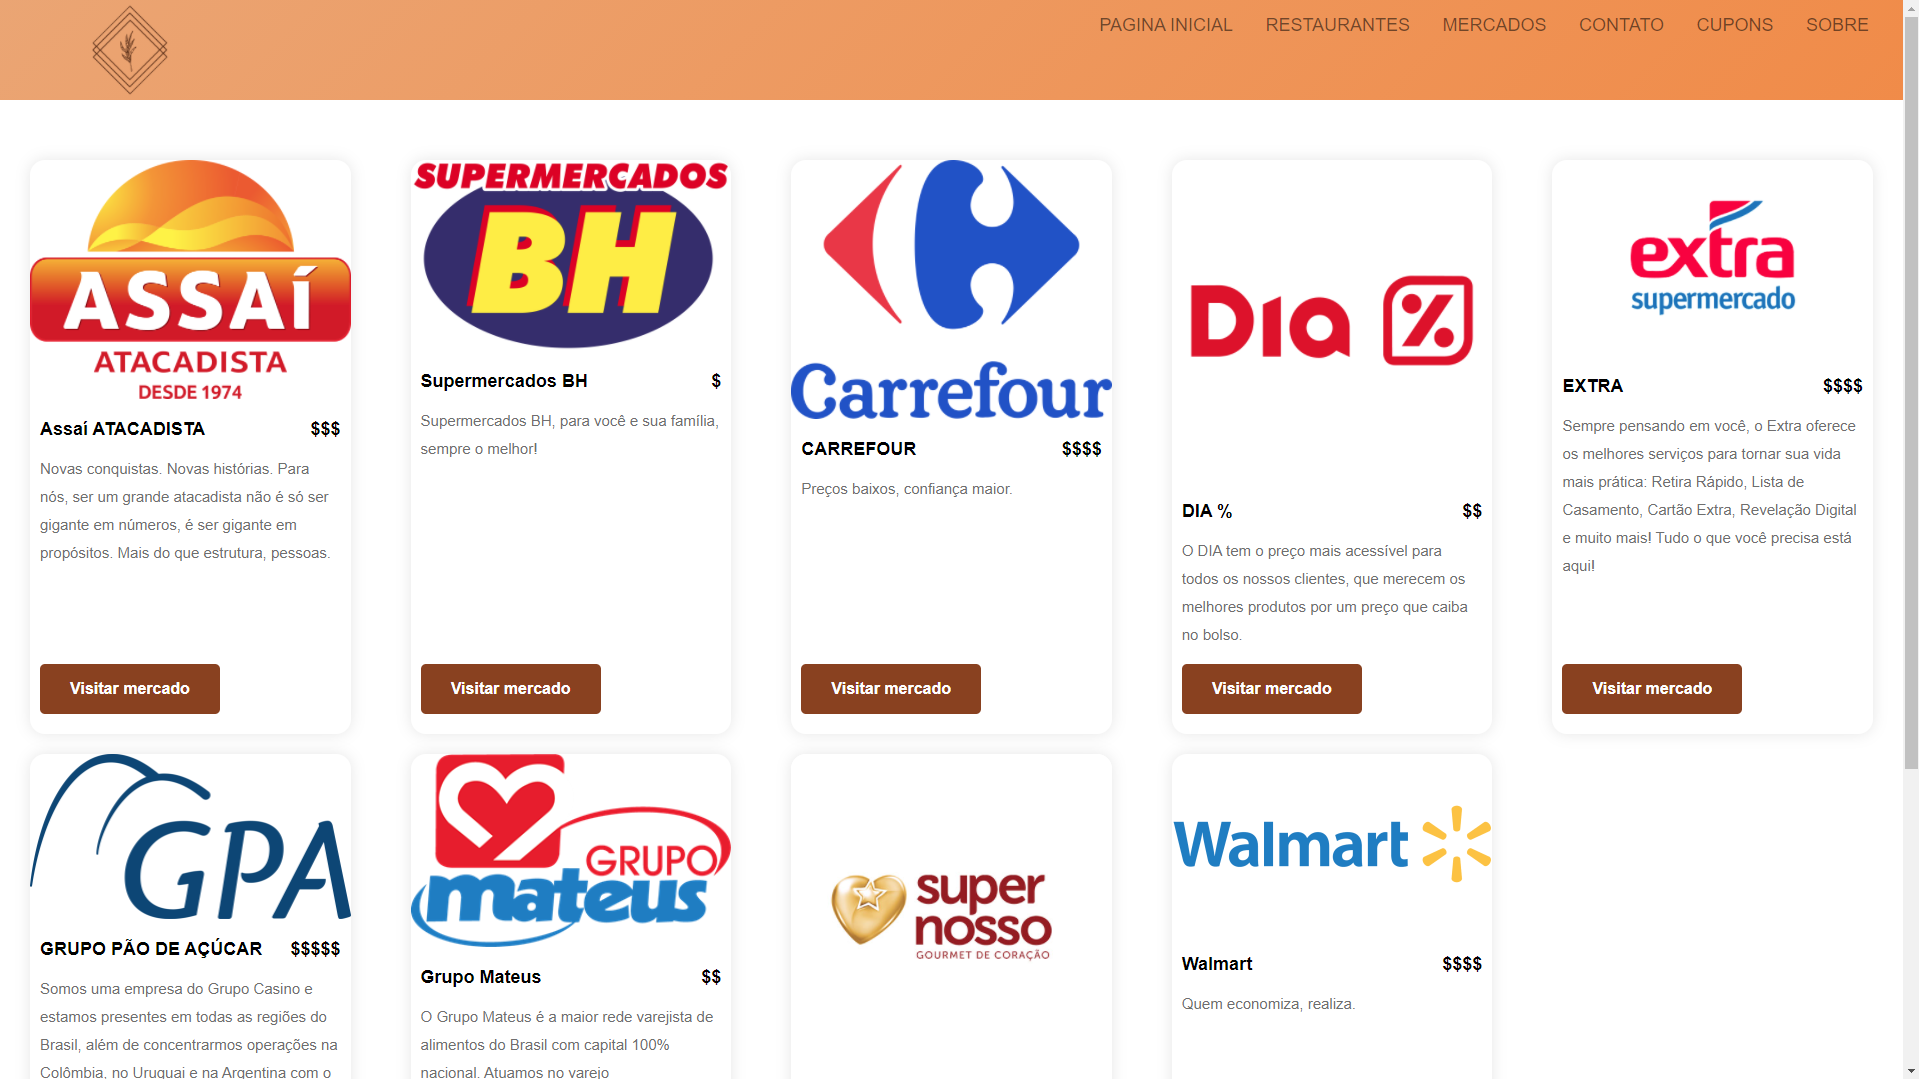 PAGINA INICIAL RESTAURANTES MERCADOS CONTATO CUPONS SOBRE
ASSAÍ
ATACADISTA
DESDE 1974
Assaí ATACADISTA $$$
Novas conquistas. Novas histórias. Para
nós, ser um grande atacadista não é só ser
gigante em números, é ser gigante em
propósitos. Mais do que estrutura, pessoas.
Visitar mercado
SUPERMERCADOS
BH
Supermercados BH $
Supermercados BH, para você e sua família,
sempre o melhor!
Visitar mercado
Carrefour
CARREFOUR $$$$
Preços baixos, confiança maior.
Visitar mercado
Dia %
DIA % $$
O DIA tem o preço mais acessível para
todos os nossos clientes, que merecem os
melhores produtos por um preço que caiba
no bolso.
Visitar mercado
extra
supermercado
EXTRA $$$$
Sempre pensando em você, o Extra oferece
os melhores serviços para tornar sua vida
mais prática: Retira Rápido, Lista de
Casamento, Cartão Extra, Revelação Digital
e muito mais! Tudo o que você precisa está
aqui!
Visitar mercado
GPA
GRUPO PÃO DE AÇÚCAR $$$$$
Somos uma empresa do Grupo Casino e
estamos presentes em todas as regiões do
Brasil, além de concentrarmos operações na
Colômbia, no Uruguai e na Argentina com o
GRUPO
mateus
Grupo Mateus $$
O Grupo Mateus é a maior rede varejista de
alimentos do Brasil com capital 100%
nacional. Atuamos no varejo
super
nosso
GOURMET DE CORAÇÃO
Walmart
Walmart $$$$
Quem economiza, realiza.